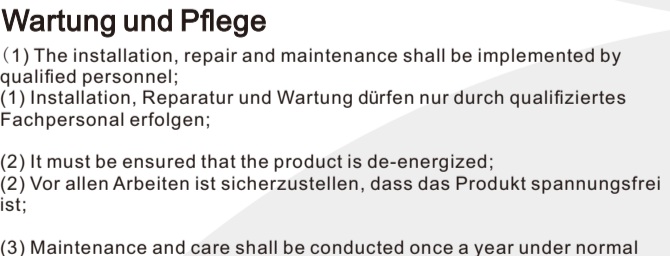 Wartung und Pflege
（1) The installation, repair and maintenance shall be implemented by
qualified personnel;
(1) Installation, Reparatur und Wartung dürfen nur durch qualifiziertes
Fachpersonal erfolgen;
(2) It must be ensured that the product is de-energized;
(2) Vor allen Arbeiten ist sicherzustellen, dass das Produkt spannungsfrei
ist;
(3) Maintenance and care shall be conducted once a year under normal